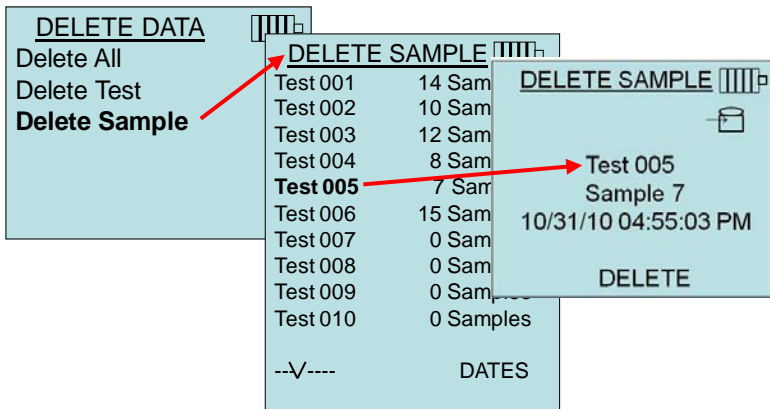 DELETE DATA
Delete All
Delete Test
Delete Sample
DELETE SAMPLE
Test 001 14 Sam
Test 002 10 Sam
Test 003 12 Sam
Test 004 8 Sam
Test 005 7 Sam
Test 006 15 Sam
Test 007 0 Sam
Test 008 0 Sam
Test 009 0 Samples
Test 010 0 Samples
--\/---- DATES
DELETE SAMPLE
Test 005
Sample 7
10/31/10 04:55:03 PM
DELETE